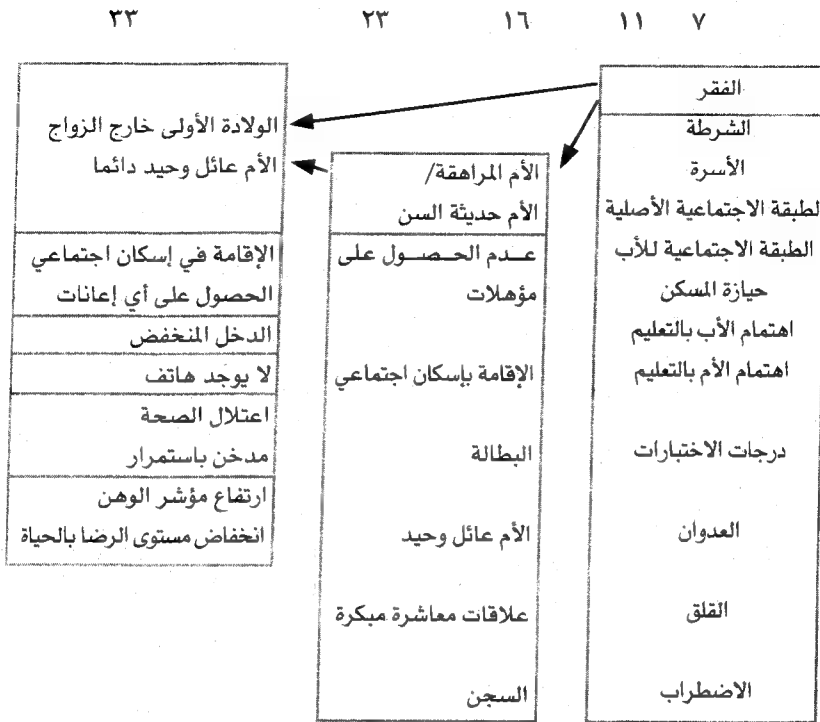 ٧ ١١ ١٦ ٢٣ ٣٣
الفقر
الشرطة
الأسرة
لطبقة الاجتماعية الأصلية
الطبقة الاجتماعية للأب
حيازة المسكن
اهتمام الأب بالتعليم
اهتمام الأم بالتعليم
درجات الاختبارات
العدوان
القلق
الاضطراب
الأم المراهقة/
الأم حديثة السن
عـدم الحـصـول على
مؤهلات
الإقامة بإسكان اجتماعي
البطالة
الأم عائل وحيد
علاقات معاشرة مبكرة
السجن
الولادة الأولى خارج الزواج
الأم عائل وحيد دائما
الإقامة في إسكان اجتماعي
الحصول على أي إعانات
الدخل المنخفض
لا يوجد هاتف
اعتلال الصحة
مدخن باستمرار
ارتفاع مؤشر الوهن
انخفاض مستوى الرضا بالحياة